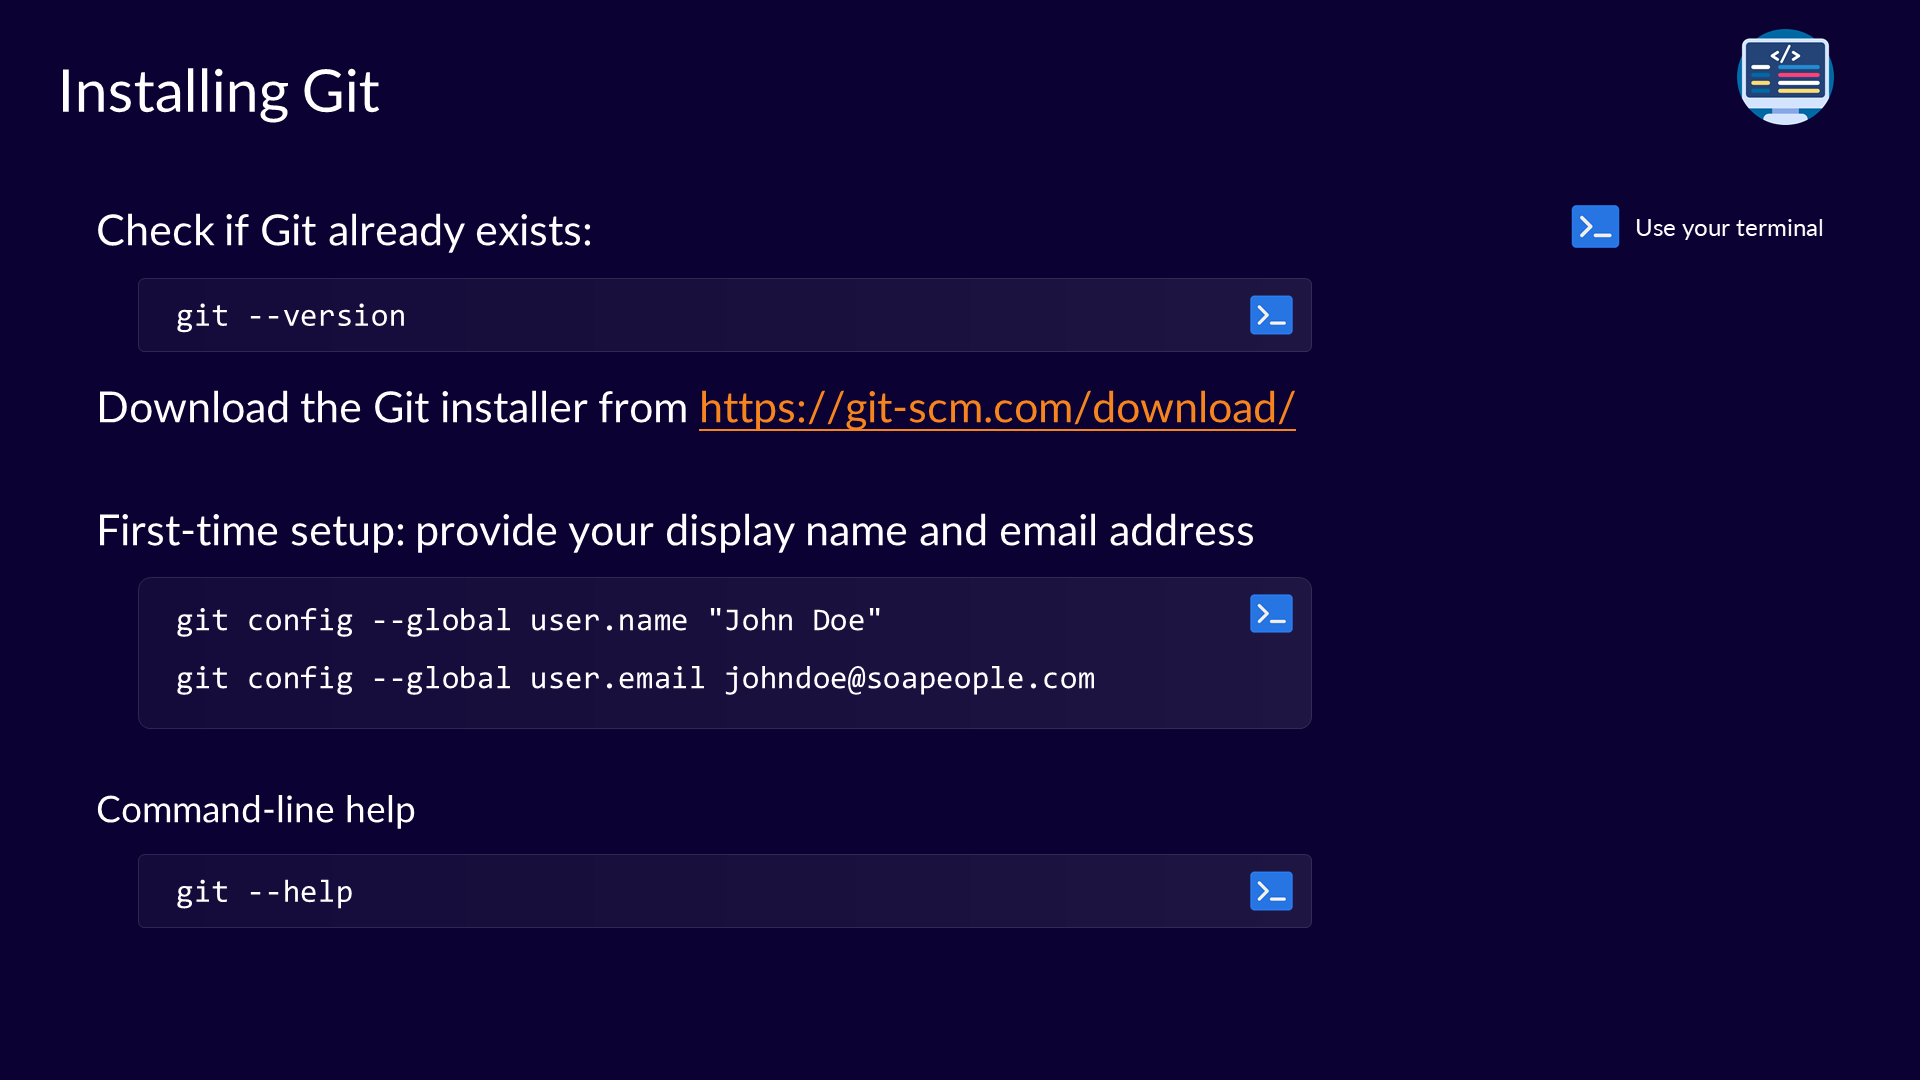 Installing Git
</>
Check if Git already exists:
>_ Use your terminal
git --version >_
Download the Git installer from https://git-scm.com/download/
First-time setup: provide your display name and email address
git config --global user.name "John Doe" >_
git config --global user.email johndoe@soapeople.com
Command-line help
git --help >_